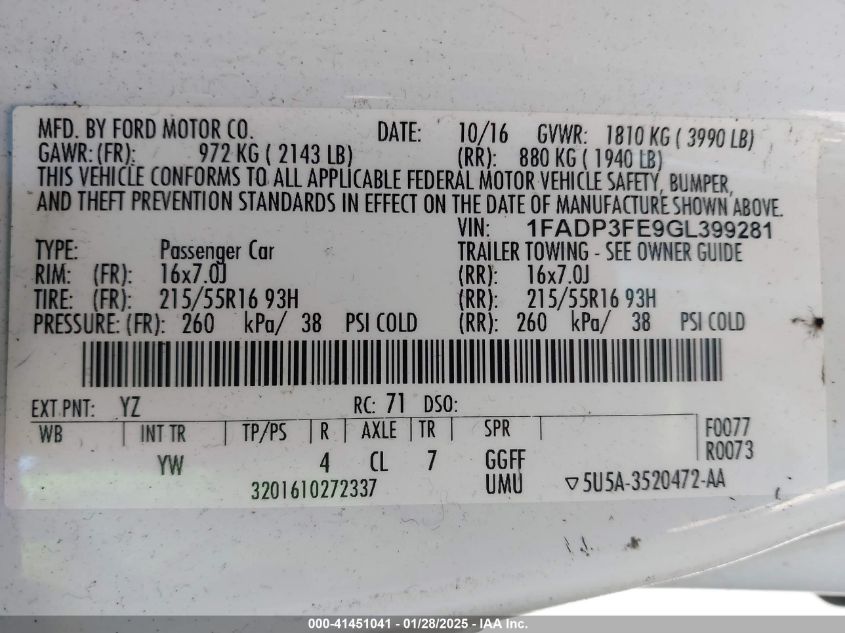 MFD. BY FORD MOTOR CO. DATE: 10/16 GVWR: 1810 KG ( 3990 LB)
GAWR: (FR): 972 KG ( 2143 LB) (RR): 880 KG ( 1940 LB)
THIS VEHICLE CONFORMS TO ALL APPLICABLE FEDERAL MOTOR VEHICLE SAFETY, BUMPER,
AND THEFT PREVENTION STANDARDS IN EFFECT ON THE DATE OF MANUFACTURE SHOWN ABOVE.
VIN: 1FADP3FE9GL399281
TYPE: Passenger Car TRAILER TOWING - SEE OWNER GUIDE
RIM: (FR): 16x7.0J (RR): 16x7.0J
TIRE: (FR): 215/55R16 93H (RR): 215/55R16 93H
PRESSURE: (FR): 260 kPa/ 38 PSI COLD (RR): 260 kPa/ 38 PSI COLD
EXT PNT: YZ RC: 71 DSO:
WB INT TR TP/PS R AXLE TR SPR F0077
R0073
YW 4 CL 7 GGFF
3201610272337 UMU ▽5U5A-3520472-AA
000-41451041 | 01/28/2025 | IAA Inc.